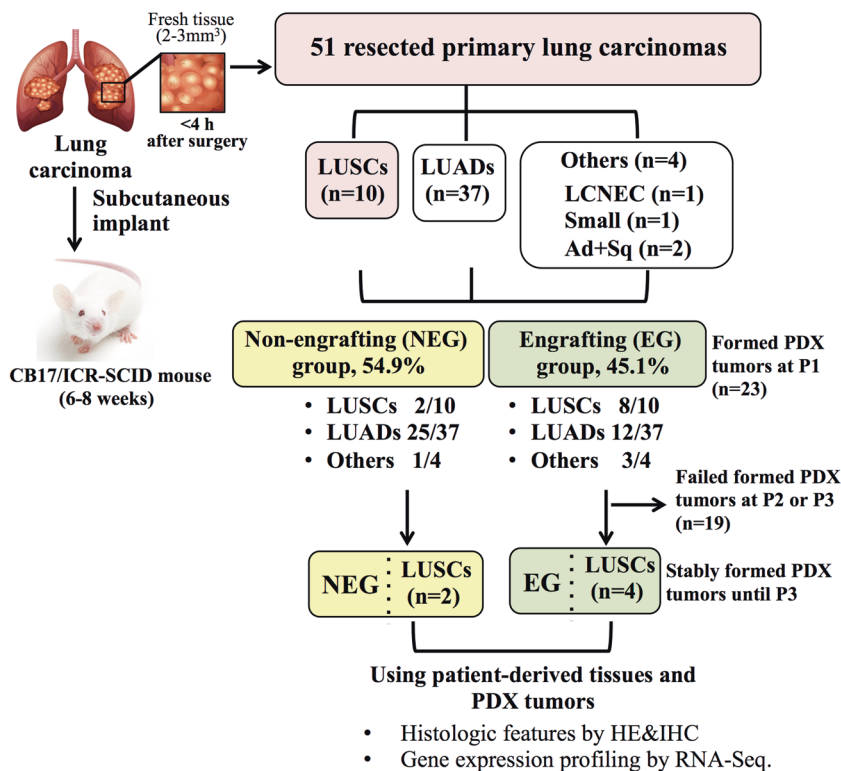 Fresh tissue
(2-3mm³)
<4 h
after surgery
Lung
carcinoma
Subcutaneous
implant
CB17/ICR-SCID mouse
(6-8 weeks)
51 resected primary lung carcinomas
LUSCs
(n=10)
LUADs
(n=37)
Others (n=4)
LCNEC (n=1)
Small (n=1)
Ad+Sq (n=2)
Non-engrafting (NEG)
group, 54.9%
• LUSCs 2/10
• LUADs 25/37
• Others 1/4
Engrafting (EG)
group, 45.1%
• LUSCs 8/10
• LUADs 12/37
• Others 3/4
Formed PDX
tumors at P1
(n=23)
Failed formed PDX
tumors at P2 or P3
(n=19)
NEG
LUSCs
(n=2)
EG
LUSCs
(n=4)
Stably formed PDX
tumors until P3
Using patient-derived tissues and
PDX tumors
• Histologic features by HE&IHC
• Gene expression profiling by RNA-Seq.